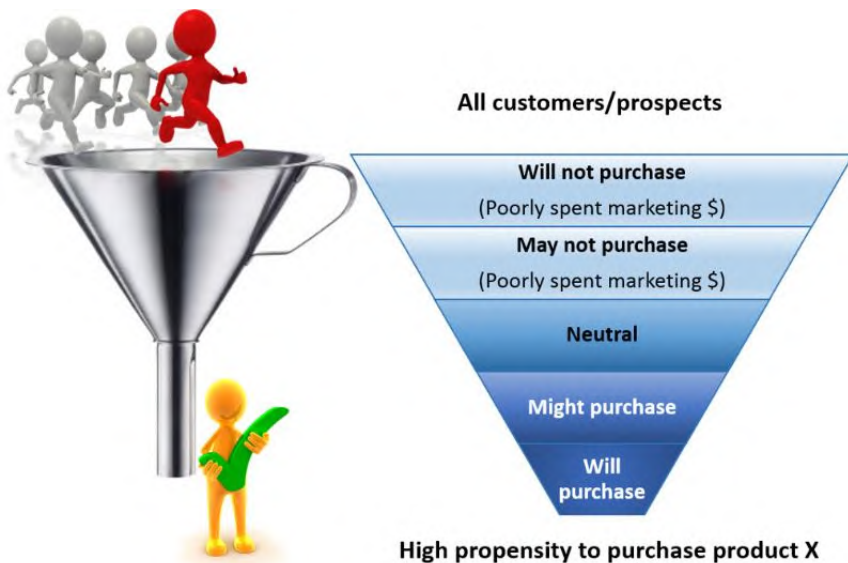 All customers/prospects
Will not purchase
(Poorly spent marketing $)
May not purchase
(Poorly spent marketing $)
Neutral
Might purchase
Will
purchase
High propensity to purchase product X